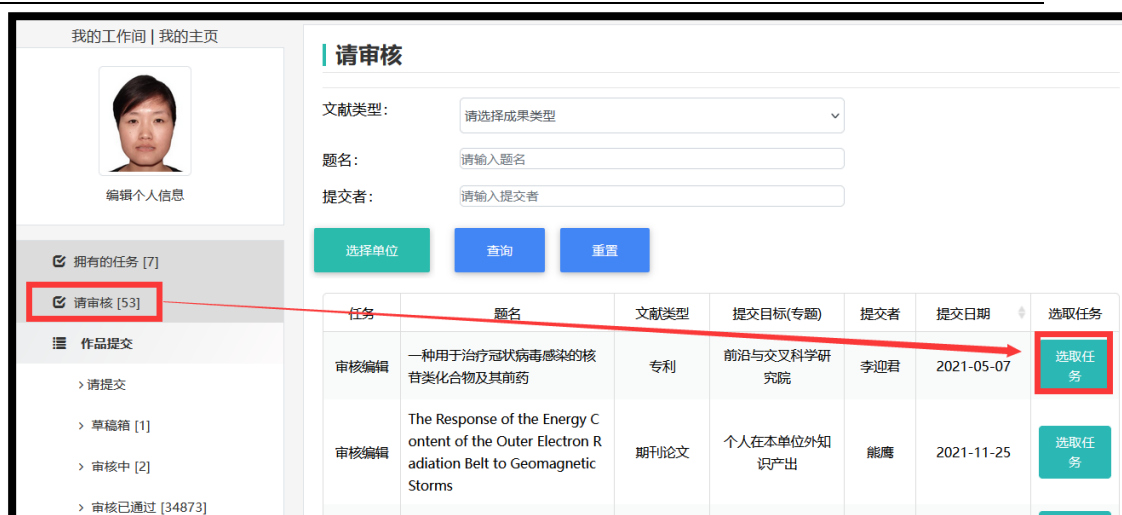 我的工作间 | 我的主页
编辑个人信息
拥有的任务 [7]
请审核 [53]
作品提交
请提交
草稿箱 [1]
审核中 [2]
审核已通过 [34873]
请审核
文献类型：
请选择成果类型
题名：
请输入题名
提交者：
请输入提交者
选择单位
查询
重置
任务 题名 文献类型 提交目标(专题) 提交者 提交日期 选取任务
审核编辑
一种用于治疗冠状病毒感染的核
苷类化合物及其前药
专利
前沿与交叉科学研
究院
李迎君
2021-05-07
选取任
务
审核编辑
The Response of the Energy C
ontent of the Outer Electron R
adiation Belt to Geomagnetic
Storms
期刊论文
个人在本单位外知
识产出
熊鹰
2021-11-25
选取任
务